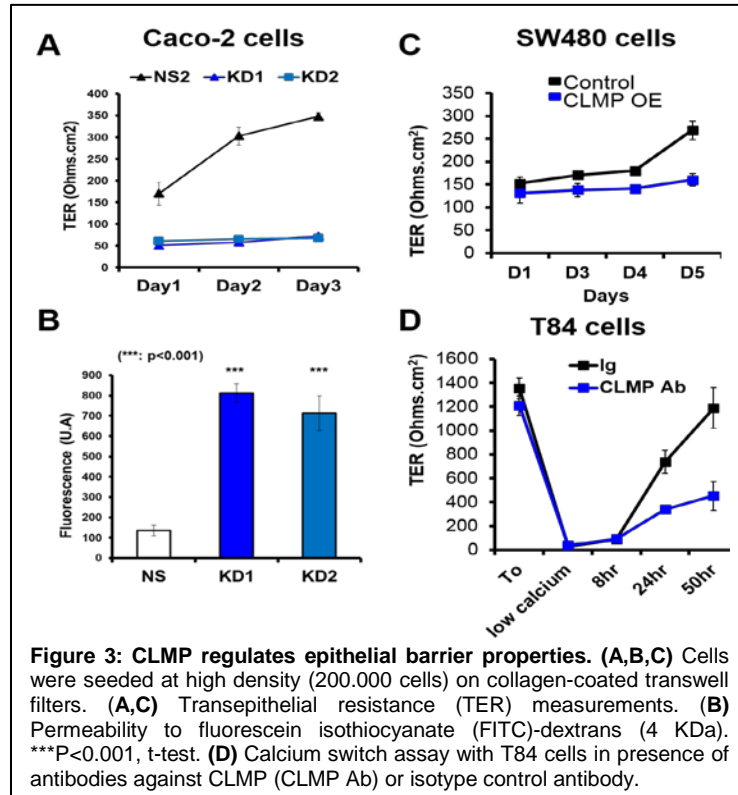 A
Caco-2 cells
NS2 KD1 KD2
TER (Ohms.cm2)
400
350
300
250
200
150
100
50
0
Day1 Day2 Day3
B
(***: p<0.001)
*** ***
Fluorescence (U.A)
900
800
700
600
500
400
300
200
100
0
NS KD1 KD2
C
SW480 cells
Control
CLMP OE
TER (Ohms.cm²)
350
300
250
200
150
100
50
0
D1 D3 D4 D5
Days
D
T84 cells
Ig
CLMP Ab
TER (Ohms.cm²)
1600
1400
1200
1000
800
600
400
200
0
To low calcium 8hr 24hr 50hr
Figure 3: CLMP regulates epithelial barrier properties. (A,B,C) Cells
were seeded at high density (200.000 cells) on collagen-coated transwell
filters. (A,C) Transepithelial resistance (TER) measurements. (B)
Permeability to fluorescein isothiocyanate (FITC)-dextrans (4 KDa).
***P<0.001, t-test. (D) Calcium switch assay with T84 cells in presence of
antibodies against CLMP (CLMP Ab) or isotype control antibody.